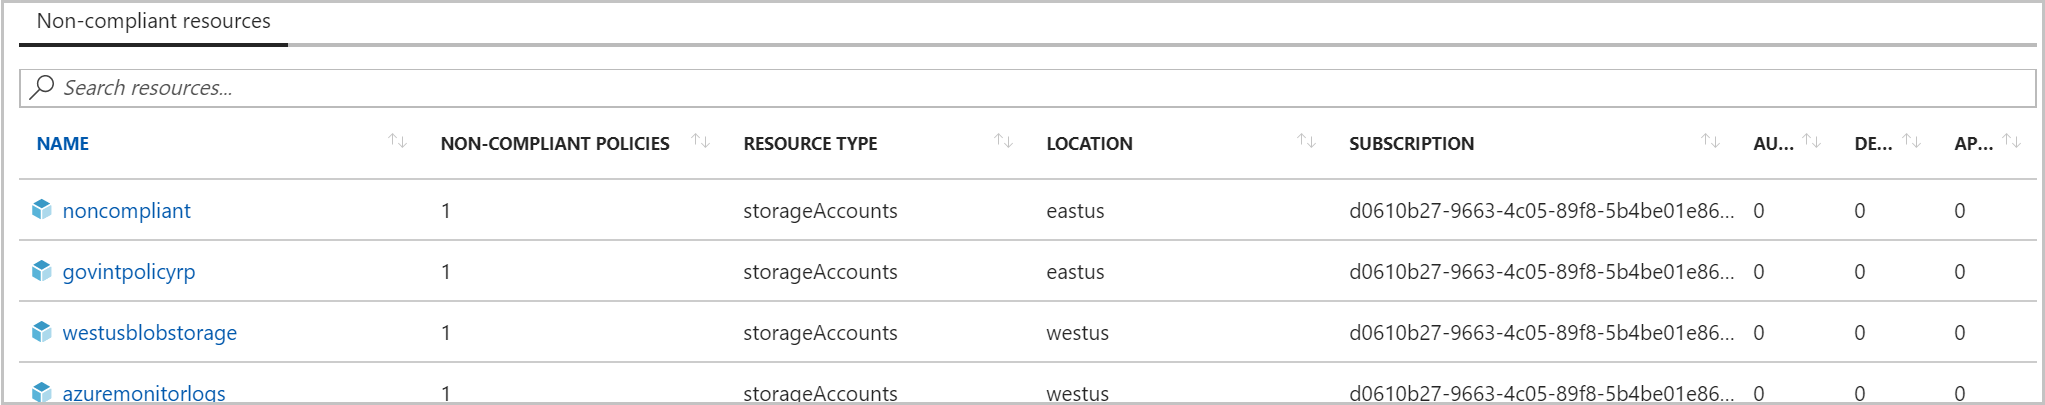 Non-compliant resources
Search resources...
NAME NON-COMPLIANT POLICIES RESOURCE TYPE LOCATION SUBSCRIPTION AU... DE... AP...
noncompliant 1 storageAccounts eastus d0610b27-9663-4c05-89f8-5b4be01e86... 0 0 0
govintpolicyrp 1 storageAccounts eastus d0610b27-9663-4c05-89f8-5b4be01e86... 0 0 0
westusblobstorage 1 storageAccounts westus d0610b27-9663-4c05-89f8-5b4be01e86... 0 0 0
azuremonitorlogs 1 storageAccounts westus d0610b27-9663-4c05-89f8-5b4be01e86... 0 0 0